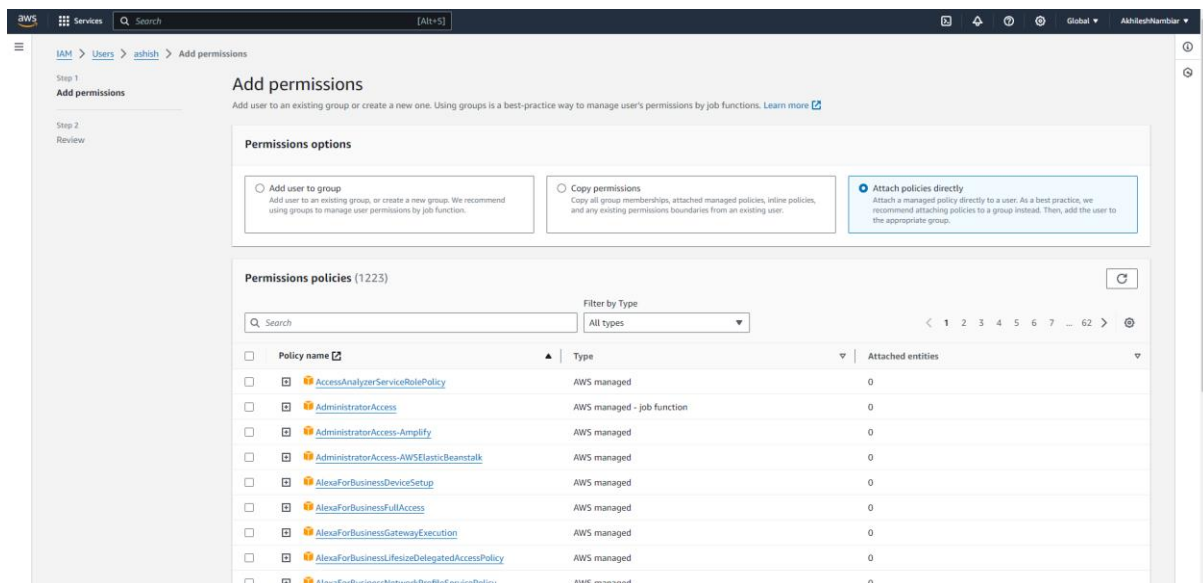 aws
Services
Search [Alt+S]
Global ▼ AkhileshNambiar ▼
IAM > Users > ashish > Add permissions
Step 1
Add permissions
Step 2
Review
Add permissions
Add user to an existing group or create a new one. Using groups is a best-practice way to manage user's permissions by job functions. Learn more
Permissions options
Add user to group
Add user to an existing group, or create a new group. We recommend
using groups to manage user permissions by job function.
Copy permissions
Copy all group memberships, attached managed policies, inline policies,
and any existing permissions boundaries from an existing user.
Attach policies directly
Attach a managed policy directly to a user. As a best practice, we
recommend attaching policies to a group instead. Then, add the user to
the appropriate group.
Permissions policies (1223)
Filter by Type
Search
All types
1 2 3 4 5 6 7 ... 62
Policy name Type Attached entities
AccessAnalyzerServiceRolePolicy AWS managed 0
AdministratorAccess AWS managed - job function 0
AdministratorAccess-Amplify AWS managed 0
AdministratorAccess-AWSElasticBeanstalk AWS managed 0
AlexaForBusinessDeviceSetup AWS managed 0
AlexaForBusinessFullAccess AWS managed 0
AlexaForBusinessGatewayExecution AWS managed 0
AlexaForBusinessLifesizeDelegatedAccessPolicy AWS managed 0
AlexaForBusinessNetworkProfileServicePolicy AWS managed 0